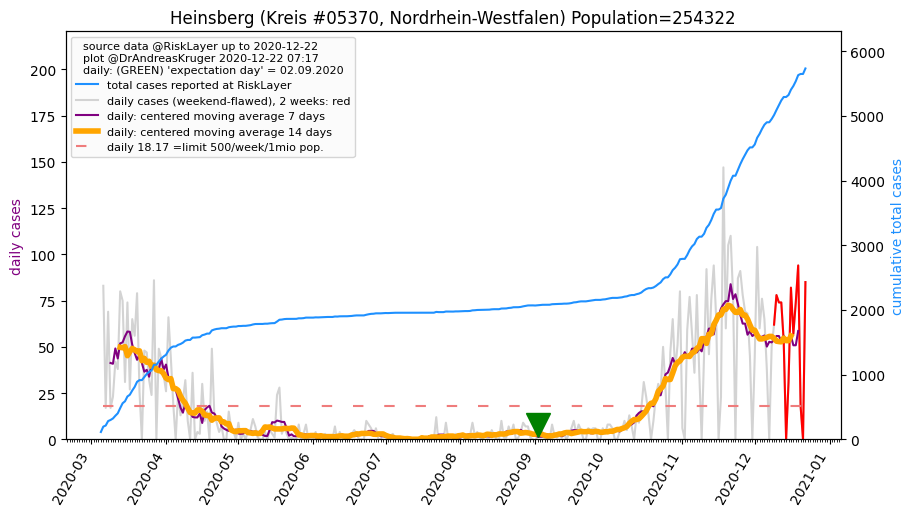 Heinsberg (Kreis #05370, Nordrhein-Westfalen) Population=254322
source data @RiskLayer up to 2020-12-22
plot @DrAndreasKruger 2020-12-22 07:17
daily: (GREEN) 'expectation day' = 02.09.2020
total cases reported at RiskLayer
daily cases (weekend-flawed), 2 weeks: red
daily: centered moving average 7 days
daily: centered moving average 14 days
daily 18.17 =limit 500/week/1mio pop.
daily cases
200
175
150
125
100
75
50
25
0
6000
5000
4000
3000
2000
1000
0
cumulative total cases
2020-03
2020-04
2020-05
2020-06
2020-07
2020-08
2020-09
2020-10
2020-11
2020-12
2021-01